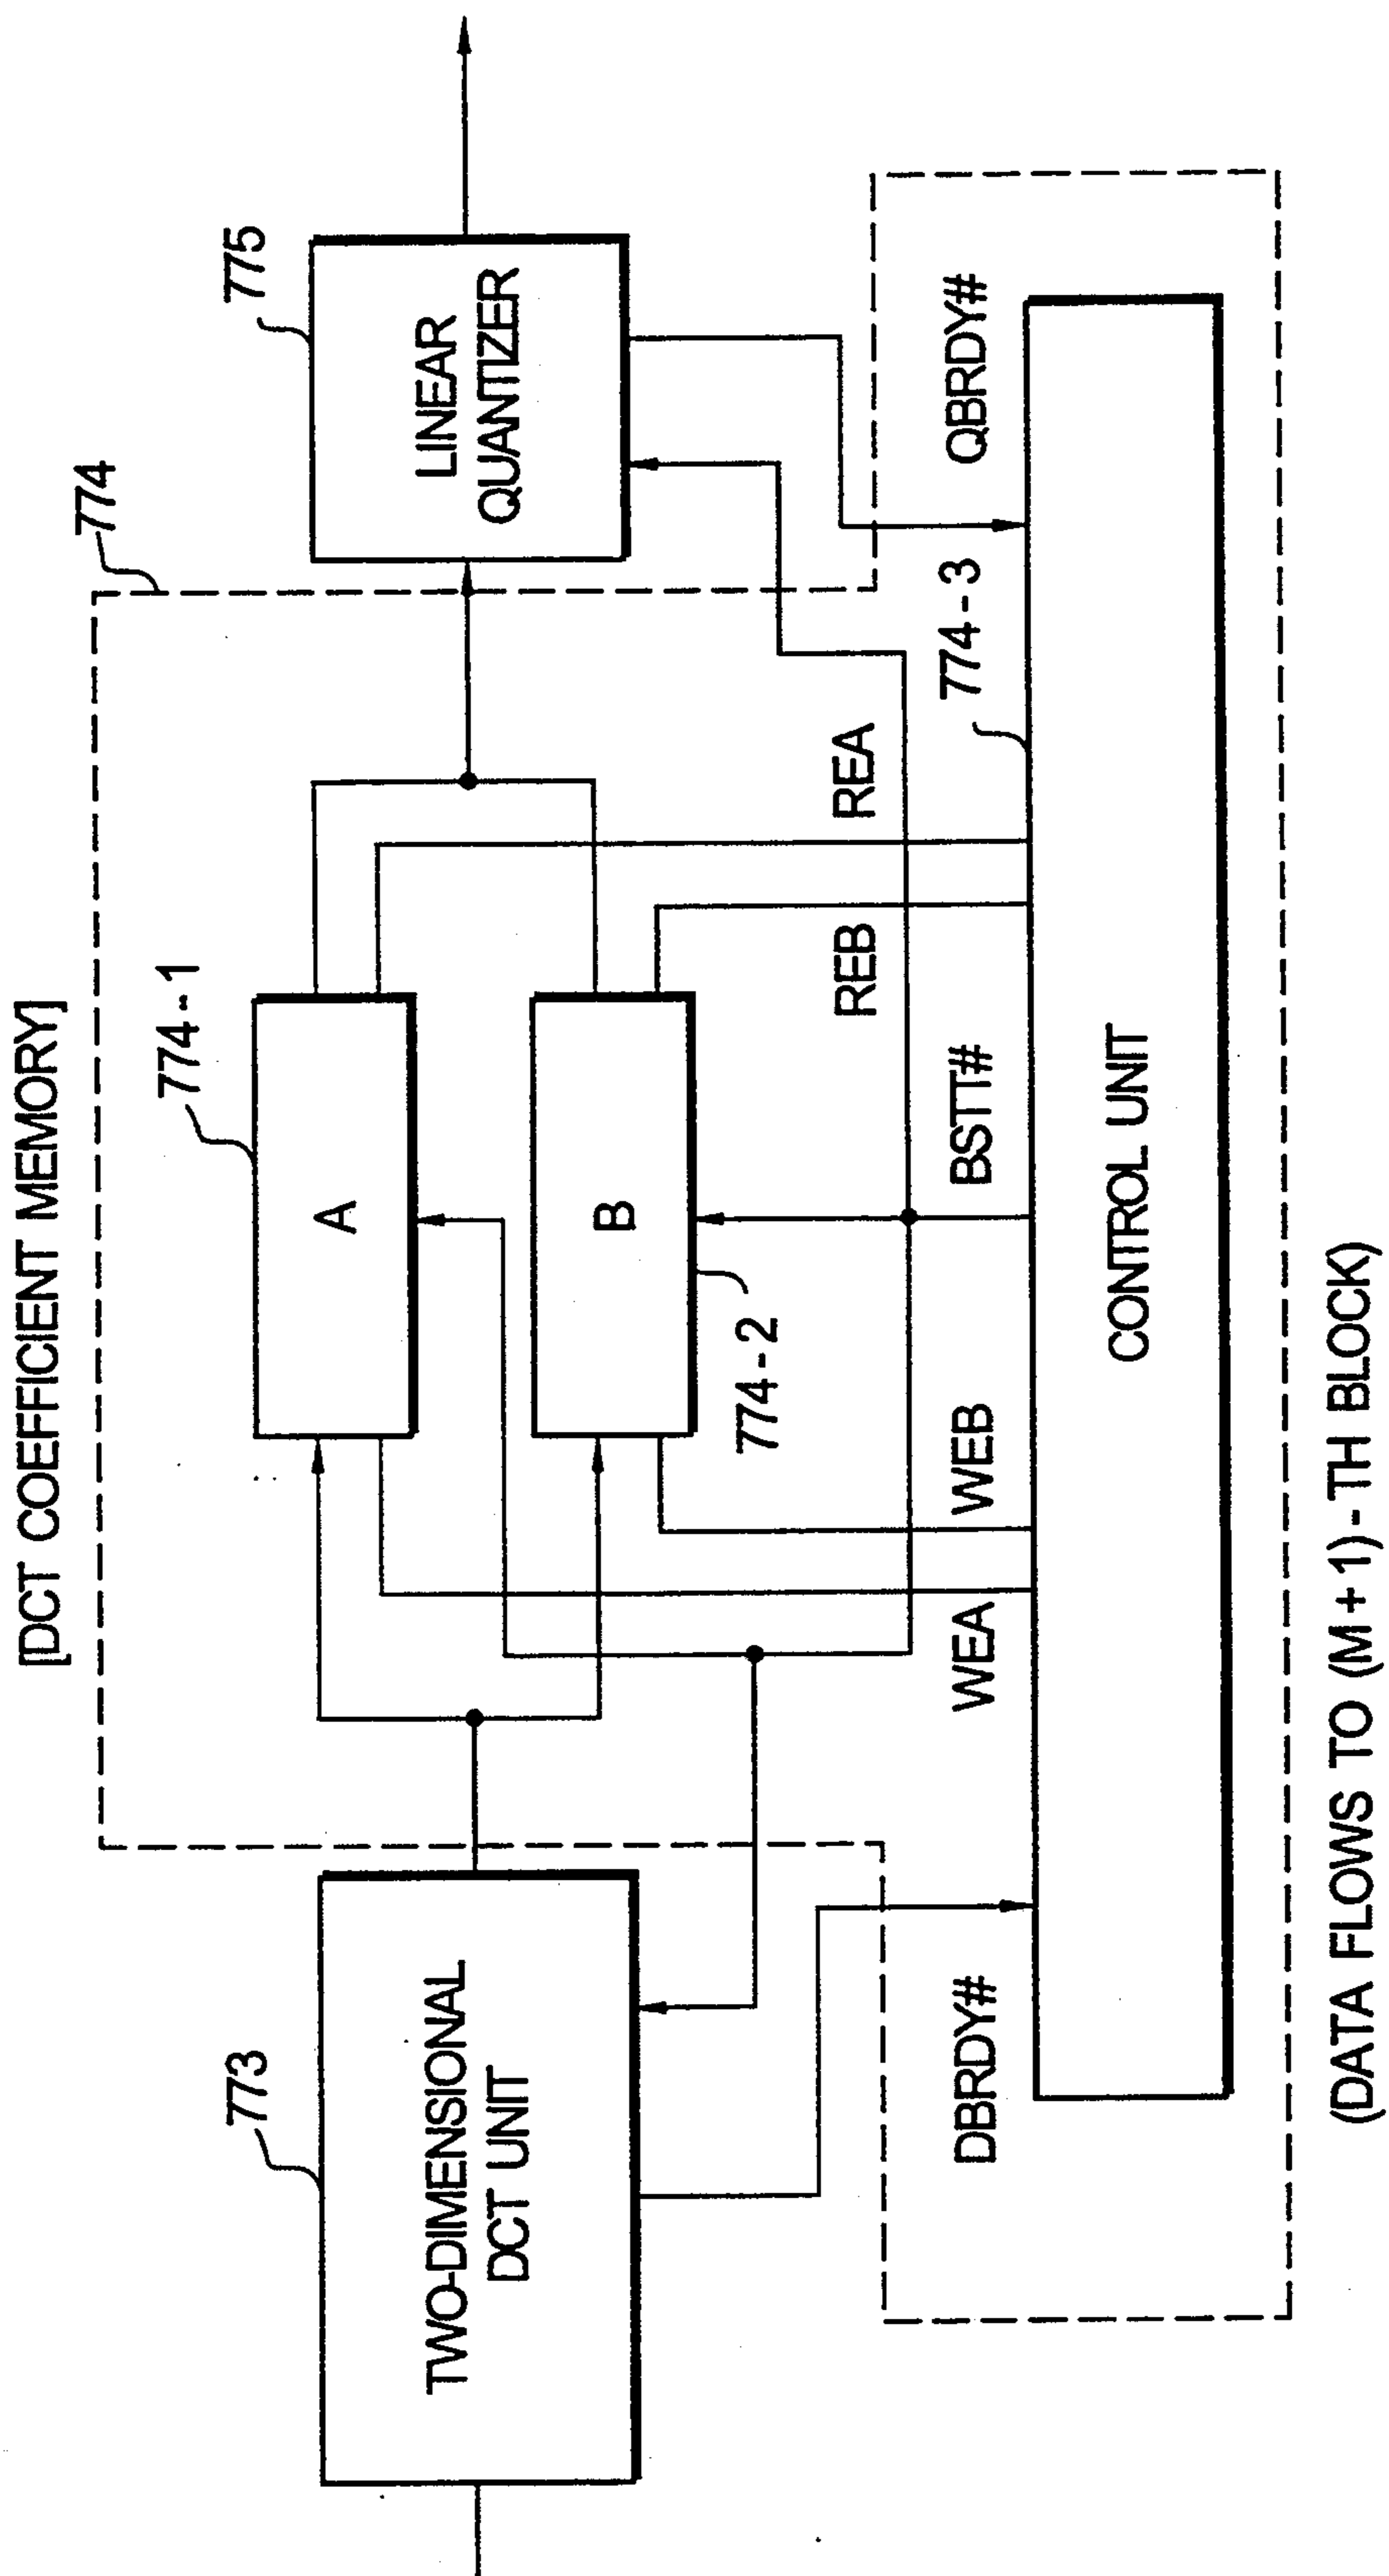 [DCT COEFFICIENT MEMORY]
774
773
774-1
775
TWO-DIMENSIONAL
DCT UNIT
A
LINEAR
QUANTIZER
B
774-2
REB
REA
DBRDY#
WEA
WEB
BSTT#
774-3
QBRDY#
CONTROL UNIT
(DATA FLOWS TO (M+1)-TH BLOCK)